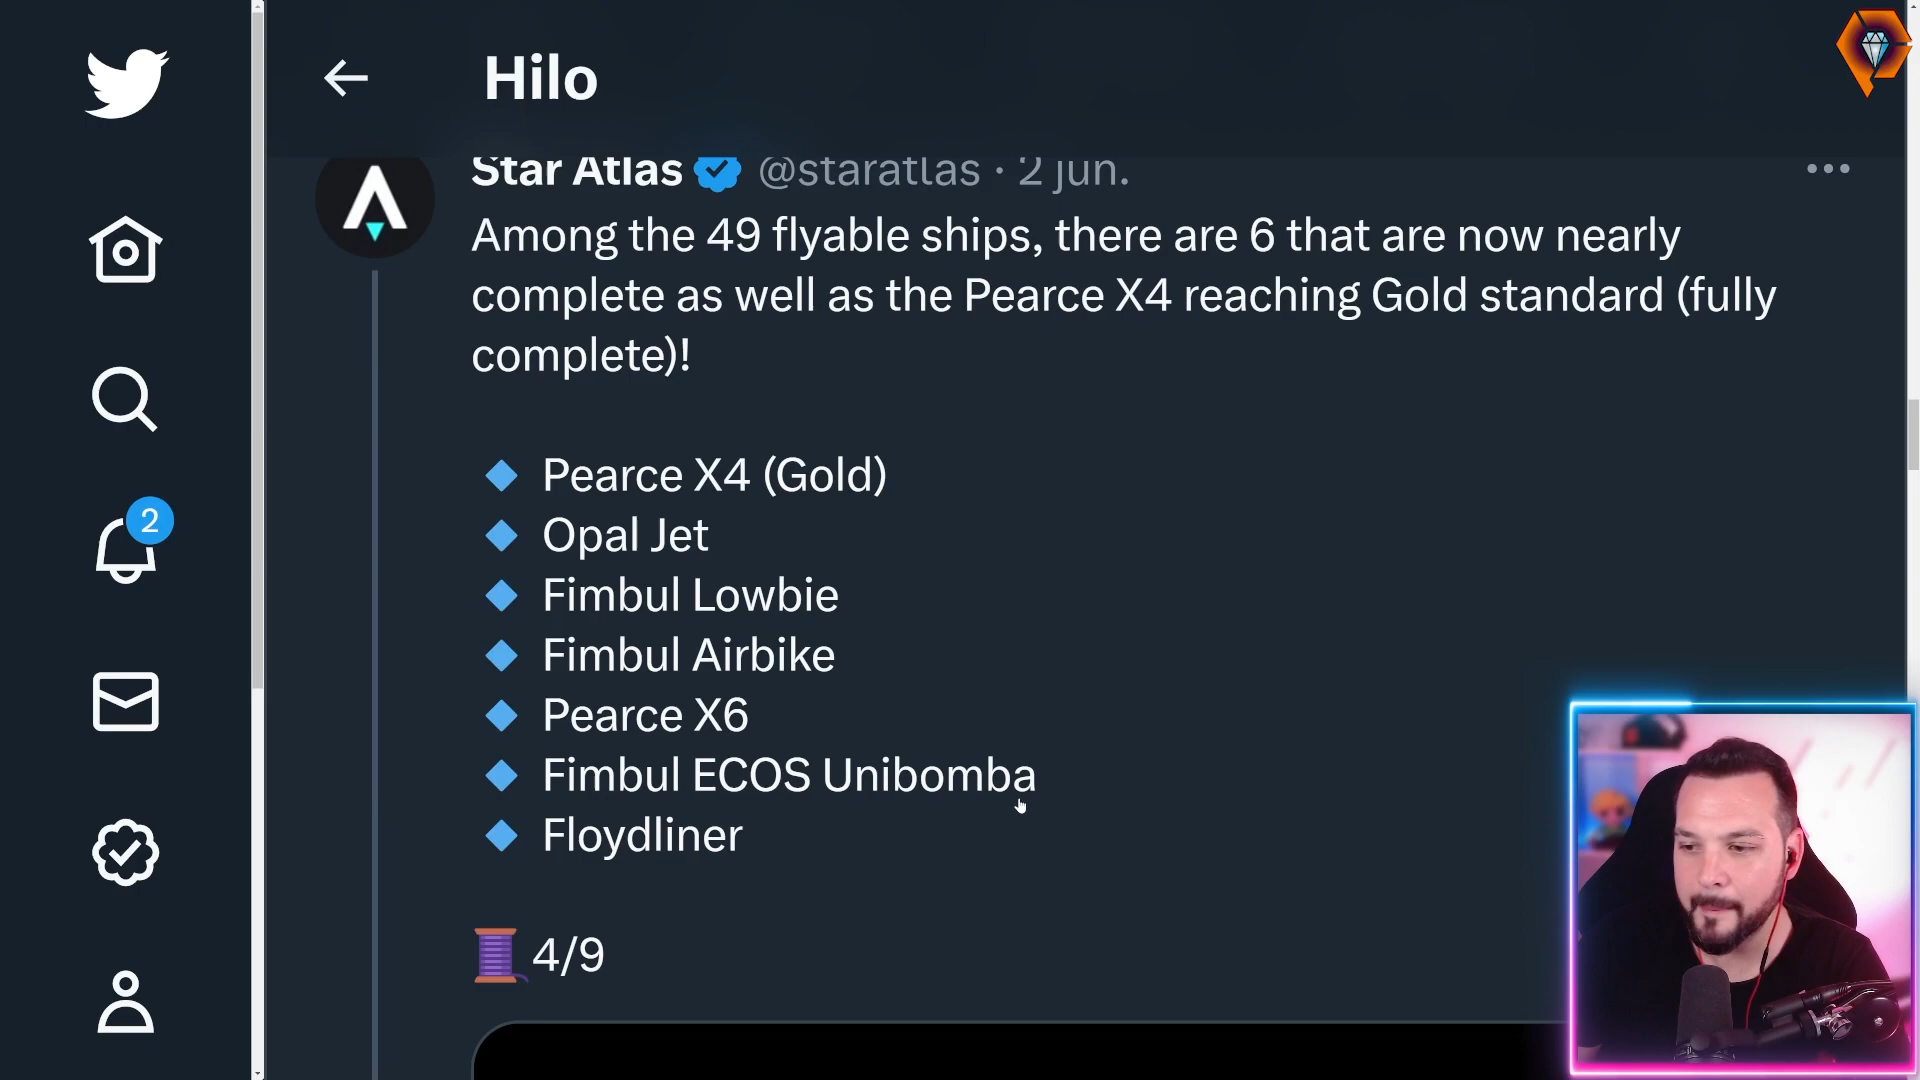 Hilo
Star Atlas @staratlas · 2 jun.
Among the 49 flyable ships, there are 6 that are now nearly
complete as well as the Pearce X4 reaching Gold standard (fully
complete)!
Pearce X4 (Gold)
Opal Jet
Fimbul Lowbie
Fimbul Airbike
Pearce X6
Fimbul ECOS Unibomba
Floydliner
4/9
2